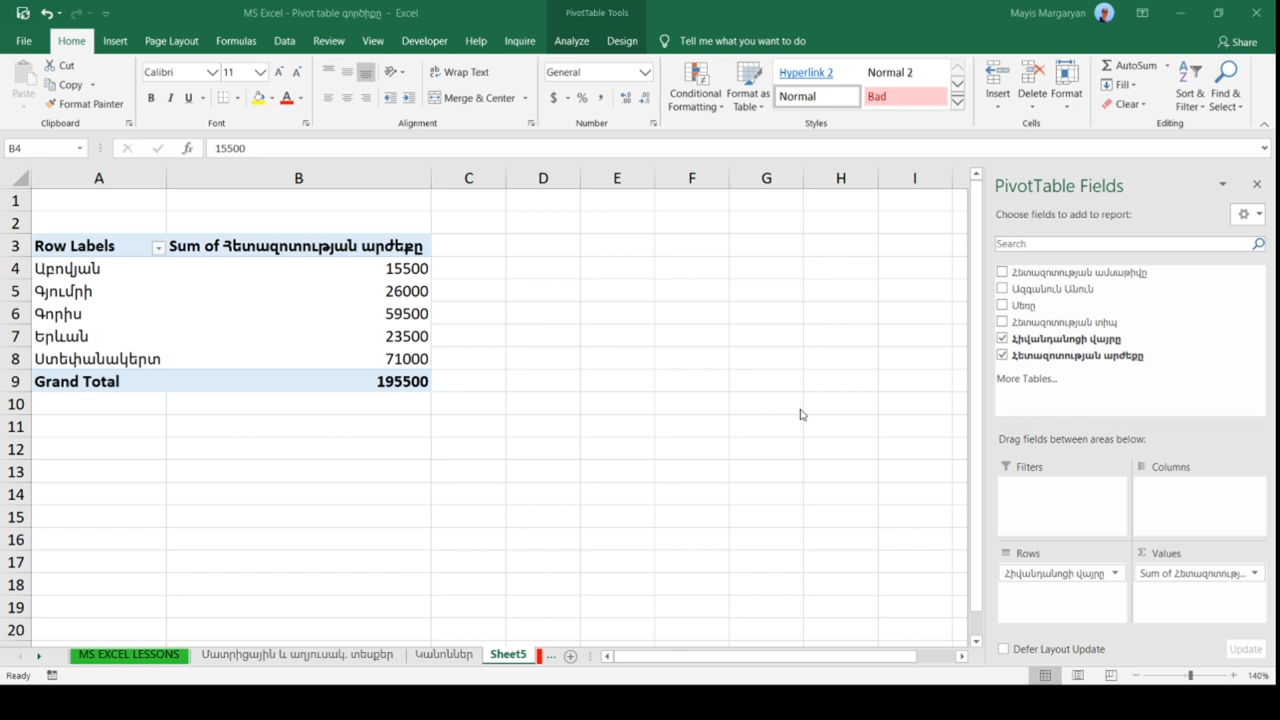 MS Excel - Pivot table գործիքը - Excel
PivotTable Tools
Mayis Margaryan
File Home Insert Page Layout Formulas Data Review View Developer Help Inquire Analyze Design Tell me what you want to do Share
Paste
Cut
Copy
Format Painter
Clipboard
Calibri 11
B I U
Font
Wrap Text
Merge & Center
Alignment
General
$ % ,
Number
Conditional Formatting
Format as Table
Hyperlink 2
Normal 2
Normal
Bad
Styles
Insert Delete Format
Cells
AutoSum
Fill
Clear
Sort & Filter
Find & Select
Editing
B4 fx 15500
A B C D E F G H I
1
2
3 Row Labels Sum of Հետազոտության արժեքը
4 Աբովյան 15500
5 Գյումրի 26000
6 Գորիս 59500
7 Երևան 23500
8 Ստեփանակերտ 71000
9 Grand Total 195500
10
11
12
13
14
15
16
17
18
19
20
PivotTable Fields
Choose fields to add to report:
Search
Հետազոտության ամսաթիվը
Ազգանուն Անուն
Սեռը
Հետազոտության տիպ
Հիվանդանոցի վայրը
Հետազոտության արժեքը
More Tables...
Drag fields between areas below:
Filters
Columns
Rows
Values
Հիվանդանոցի վայրը
Sum of Հետազոտությ...
Defer Layout Update
Update
MS EXCEL LESSONS Մատրիցային և աղյուսակ. տեսքեր Կանոններ Sheet5 ...
Ready
140%